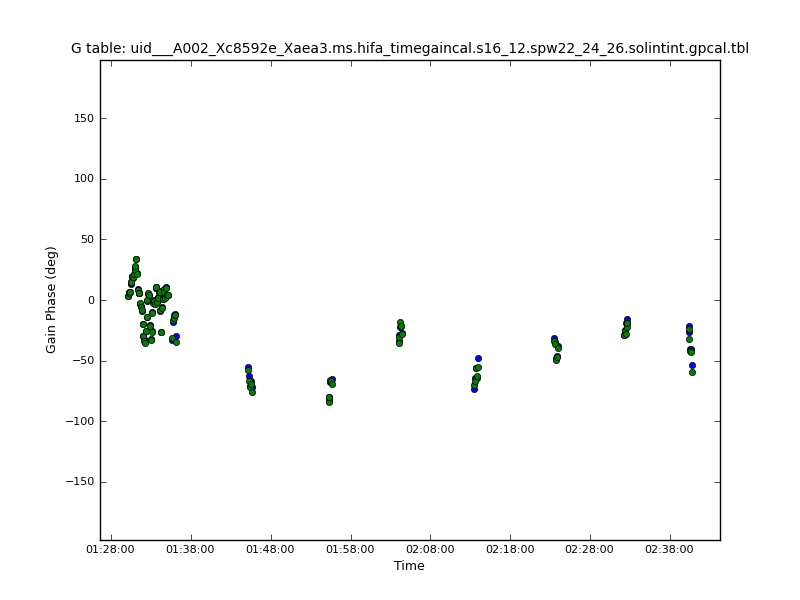 G table: uid___A002_Xc8592e_Xaea3.ms.hifa_timegaincal.s16_12.spw22_24_26.solintint.gpcal.tbl
150
100
50
0
−50
−100
−150
Gain Phase (deg)
01:28:00 01:38:00 01:48:00 01:58:00 02:08:00 02:18:00 02:28:00 02:38:00
Time